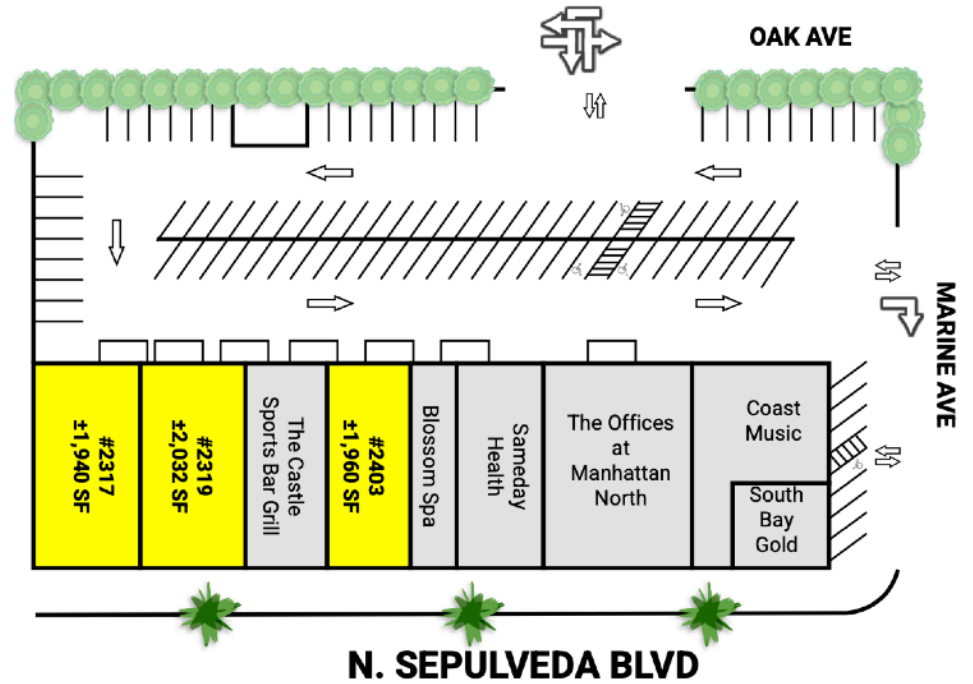 OAK AVE
MARINE AVE
#2317
±1,940 SF
#2319
±2,032 SF
The Castle
Sports Bar Grill
#2403
±1,960 SF
Blossom Spa
Sameday
Health
The Offices
at
Manhattan
North
Coast
Music
South
Bay
Gold
N. SEPULVEDA BLVD